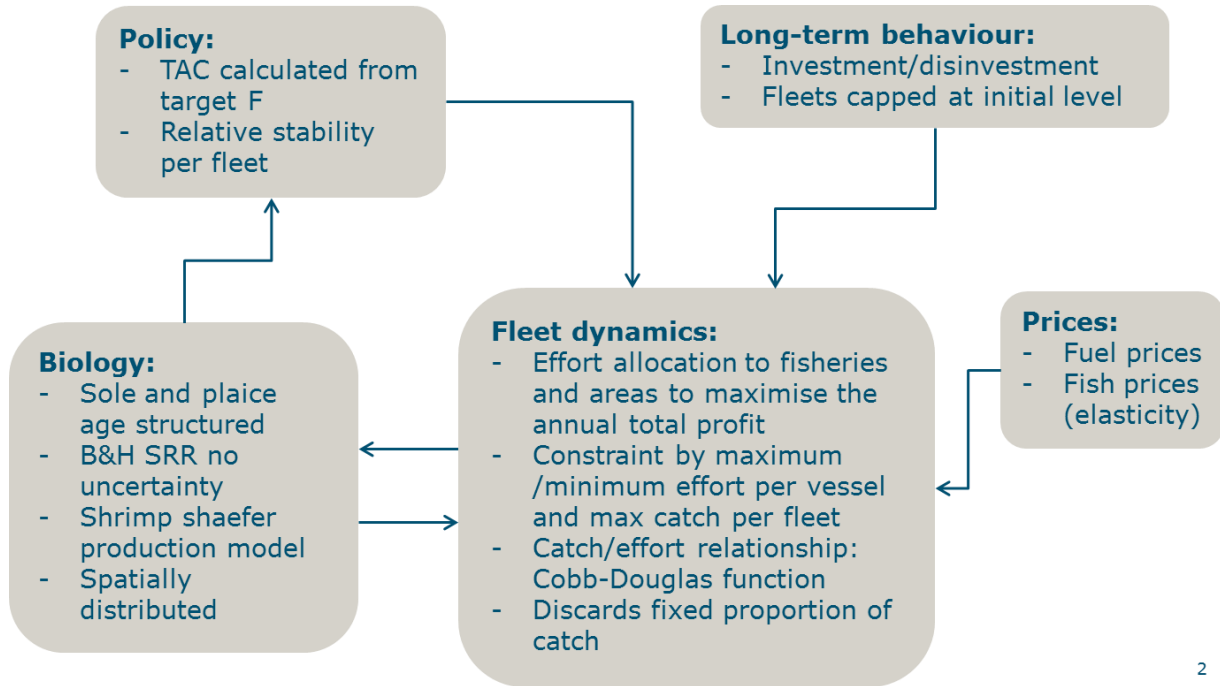 Policy:
- TAC calculated from
target F
- Relative stability
per fleet
Long-term behaviour:
- Investment/disinvestment
- Fleets capped at initial level
Biology:
- Sole and plaice
age structured
- B&H SRR no
uncertainty
- Shrimp shaefer
production model
- Spatially
distributed
Fleet dynamics:
- Effort allocation to fisheries
and areas to maximise the
annual total profit
- Constraint by maximum
/minimum effort per vessel
and max catch per fleet
- Catch/effort relationship:
Cobb-Douglas function
- Discards fixed proportion of
catch
Prices:
- Fuel prices
- Fish prices
(elasticity)
2